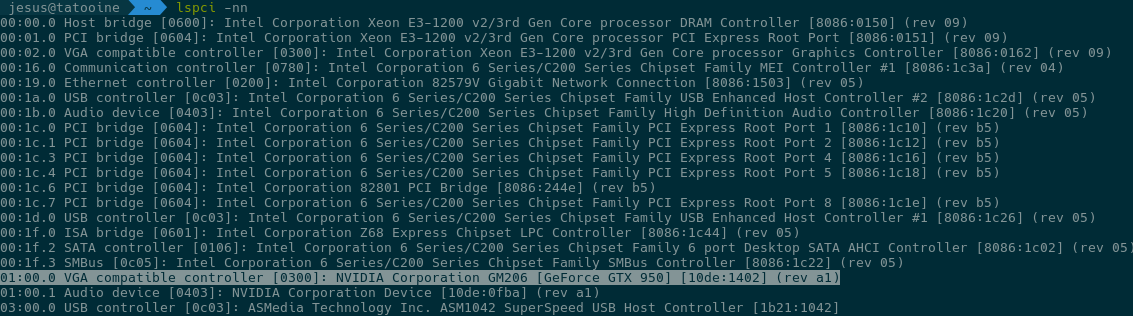 jesus@tatooine ~ lspci -nn
00:00.0 Host bridge [0600]: Intel Corporation Xeon E3-1200 v2/3rd Gen Core processor DRAM Controller [8086:0150] (rev 09)
00:01.0 PCI bridge [0604]: Intel Corporation Xeon E3-1200 v2/3rd Gen Core processor PCI Express Root Port [8086:0151] (rev 09)
00:02.0 VGA compatible controller [0300]: Intel Corporation Xeon E3-1200 v2/3rd Gen Core processor Graphics Controller [8086:0162] (rev 09)
00:16.0 Communication controller [0780]: Intel Corporation 6 Series/C200 Series Chipset Family MEI Controller #1 [8086:1c3a] (rev 04)
00:19.0 Ethernet controller [0200]: Intel Corporation 82579V Gigabit Network Connection [8086:1503] (rev 05)
00:1a.0 USB controller [0c03]: Intel Corporation 6 Series/C200 Series Chipset Family USB Enhanced Host Controller #2 [8086:1c2d] (rev 05)
00:1b.0 Audio device [0403]: Intel Corporation 6 Series/C200 Series Chipset Family High Definition Audio Controller [8086:1c20] (rev 05)
00:1c.0 PCI bridge [0604]: Intel Corporation 6 Series/C200 Series Chipset Family PCI Express Root Port 1 [8086:1c10] (rev b5)
00:1c.1 PCI bridge [0604]: Intel Corporation 6 Series/C200 Series Chipset Family PCI Express Root Port 2 [8086:1c12] (rev b5)
00:1c.3 PCI bridge [0604]: Intel Corporation 6 Series/C200 Series Chipset Family PCI Express Root Port 4 [8086:1c16] (rev b5)
00:1c.4 PCI bridge [0604]: Intel Corporation 6 Series/C200 Series Chipset Family PCI Express Root Port 5 [8086:1c18] (rev b5)
00:1c.6 PCI bridge [0604]: Intel Corporation 82801 PCI Bridge [8086:244e] (rev b5)
00:1c.7 PCI bridge [0604]: Intel Corporation 6 Series/C200 Series Chipset Family PCI Express Root Port 8 [8086:1c1e] (rev b5)
00:1d.0 USB controller [0c03]: Intel Corporation 6 Series/C200 Series Chipset Family USB Enhanced Host Controller #1 [8086:1c26] (rev 05)
00:1f.0 ISA bridge [0601]: Intel Corporation Z68 Express Chipset LPC Controller [8086:1c44] (rev 05)
00:1f.2 SATA controller [0106]: Intel Corporation 6 Series/C200 Series Chipset Family 6 port Desktop SATA AHCI Controller [8086:1c02] (rev 05)
00:1f.3 SMBus [0c05]: Intel Corporation 6 Series/C200 Series Chipset Family SMBus Controller [8086:1c22] (rev 05)
01:00.0 VGA compatible controller [0300]: NVIDIA Corporation GM206 [GeForce GTX 950] [10de:1402] (rev a1)
01:00.1 Audio device [0403]: NVIDIA Corporation Device [10de:0fba] (rev a1)
03:00.0 USB controller [0c03]: ASMedia Technology Inc. ASM1042 SuperSpeed USB Host Controller [1b21:1042]